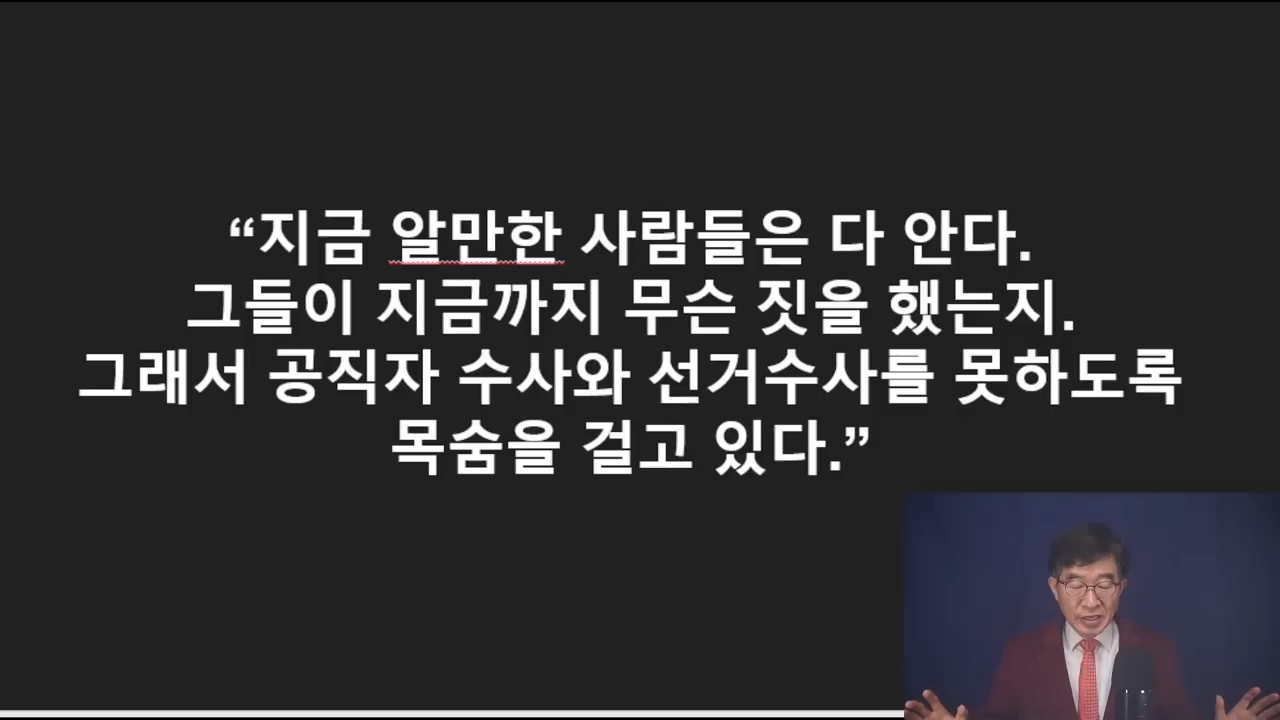 “지금 알만한 사람들은 다 안다.
그들이 지금까지 무슨 짓을 했는지.
그래서 공직자 수사와 선거수사를 못하도록
목숨을 걸고 있다.”